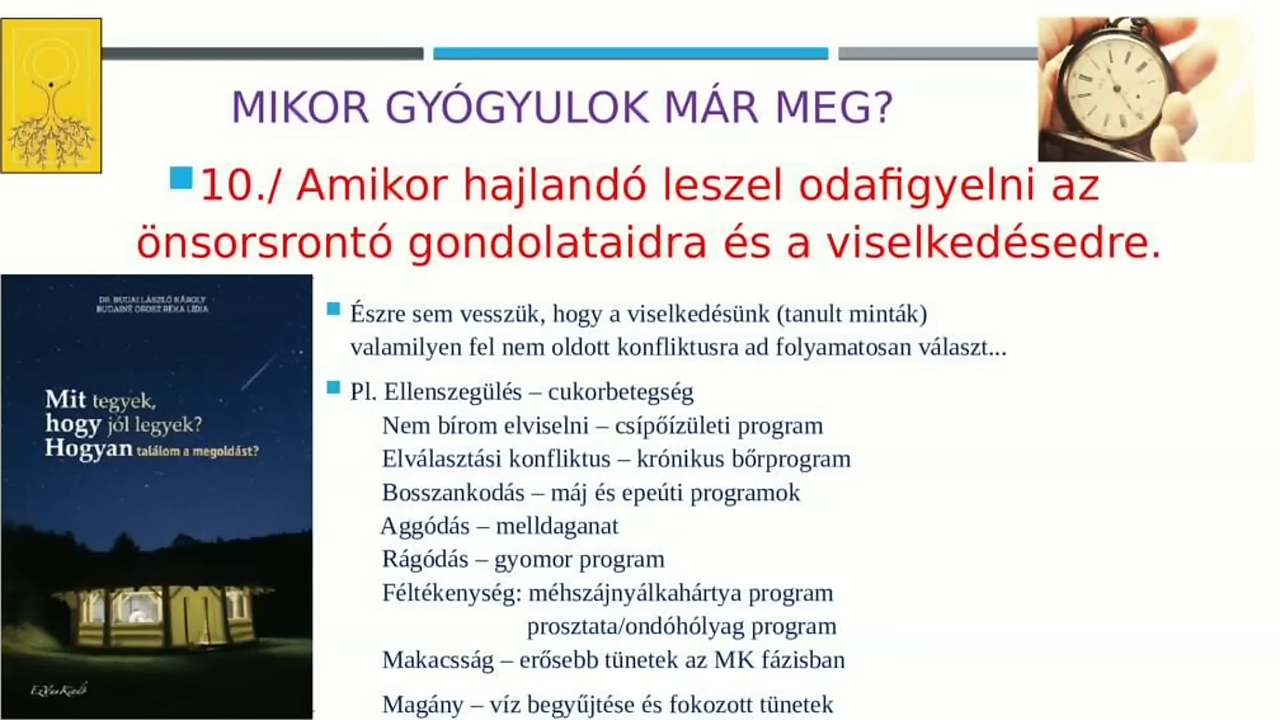 MIKOR GYÓGYULOK MÁR MEG?
10./ Amikor hajlandó leszel odafigyelni az
önsorsrontó gondolataidra és a viselkedésedre.
DR. BUDAI LÁSZLÓ KÁROLY
BUDAINÉ OROSZ RÉKA LÍDIA
Mit tegyek,
hogy jól legyek?
Hogyan találom a megoldást?
EzVanKiadó
Észre sem vesszük, hogy a viselkedésünk (tanult minták)
valamilyen fel nem oldott konfliktusra ad folyamatosan választ...
Pl. Ellenszegülés – cukorbetegség
Nem bírom elviselni – csípőízületi program
Elválasztási konfliktus – krónikus bőrprogram
Bosszankodás – máj és epeúti programok
Aggódás – melldaganat
Rágódás – gyomor program
Féltékenység: méhszájnyálkahártya program
prosztata/ondóhólyag program
Makacsság – erősebb tünetek az MK fázisban
Magány – víz begyűjtése és fokozott tünetek